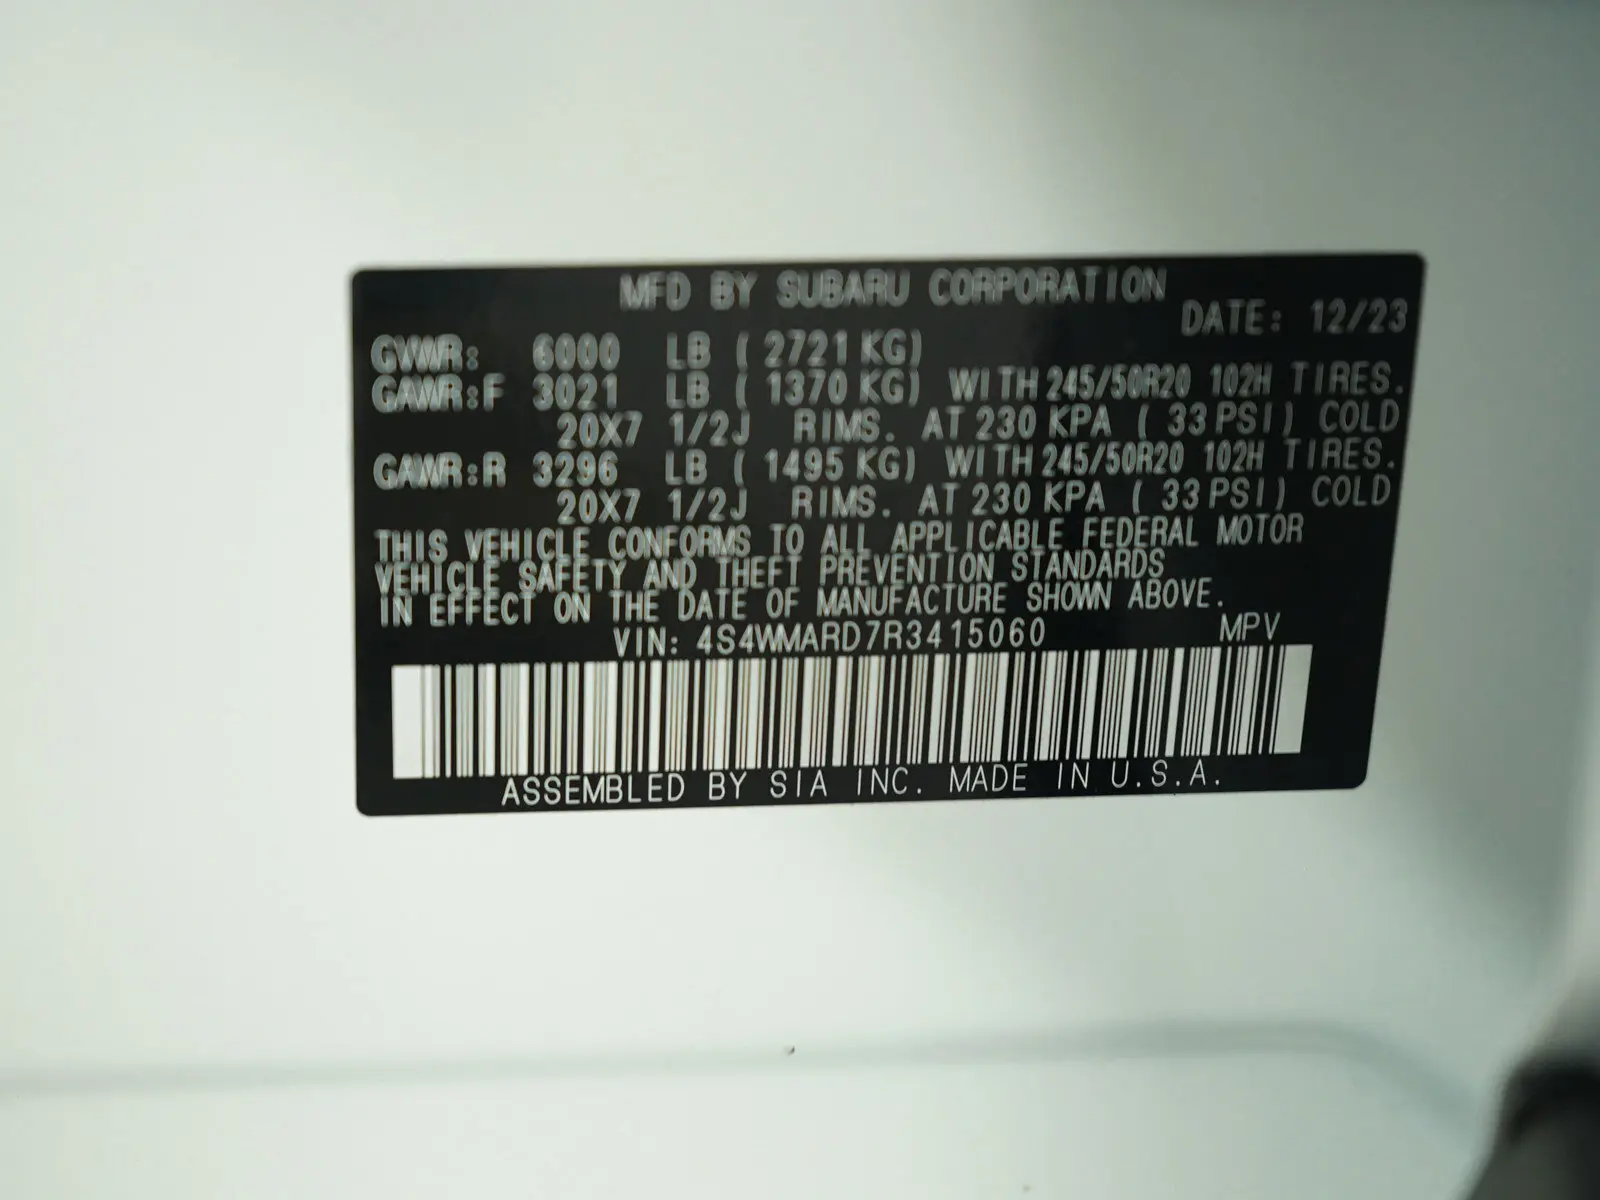 MFD BY SUBARU CORPORATION
DATE: 12/23
GVWR: 6000 LB ( 2721 KG)
GAWR:F 3021 LB ( 1370 KG) WITH 245/50R20 102H TIRES.
20X7 1/2J RIMS. AT 230 KPA ( 33 PSI) COLD
GAWR:R 3296 LB ( 1495 KG) WITH 245/50R20 102H TIRES.
20X7 1/2J RIMS. AT 230 KPA ( 33 PSI) COLD
THIS VEHICLE CONFORMS TO ALL APPLICABLE FEDERAL MOTOR
VEHICLE SAFETY AND THEFT PREVENTION STANDARDS
IN EFFECT ON THE DATE OF MANUFACTURE SHOWN ABOVE.
VIN: 4S4WMARD7R3415060 MPV
ASSEMBLED BY SIA INC. MADE IN U.S.A.